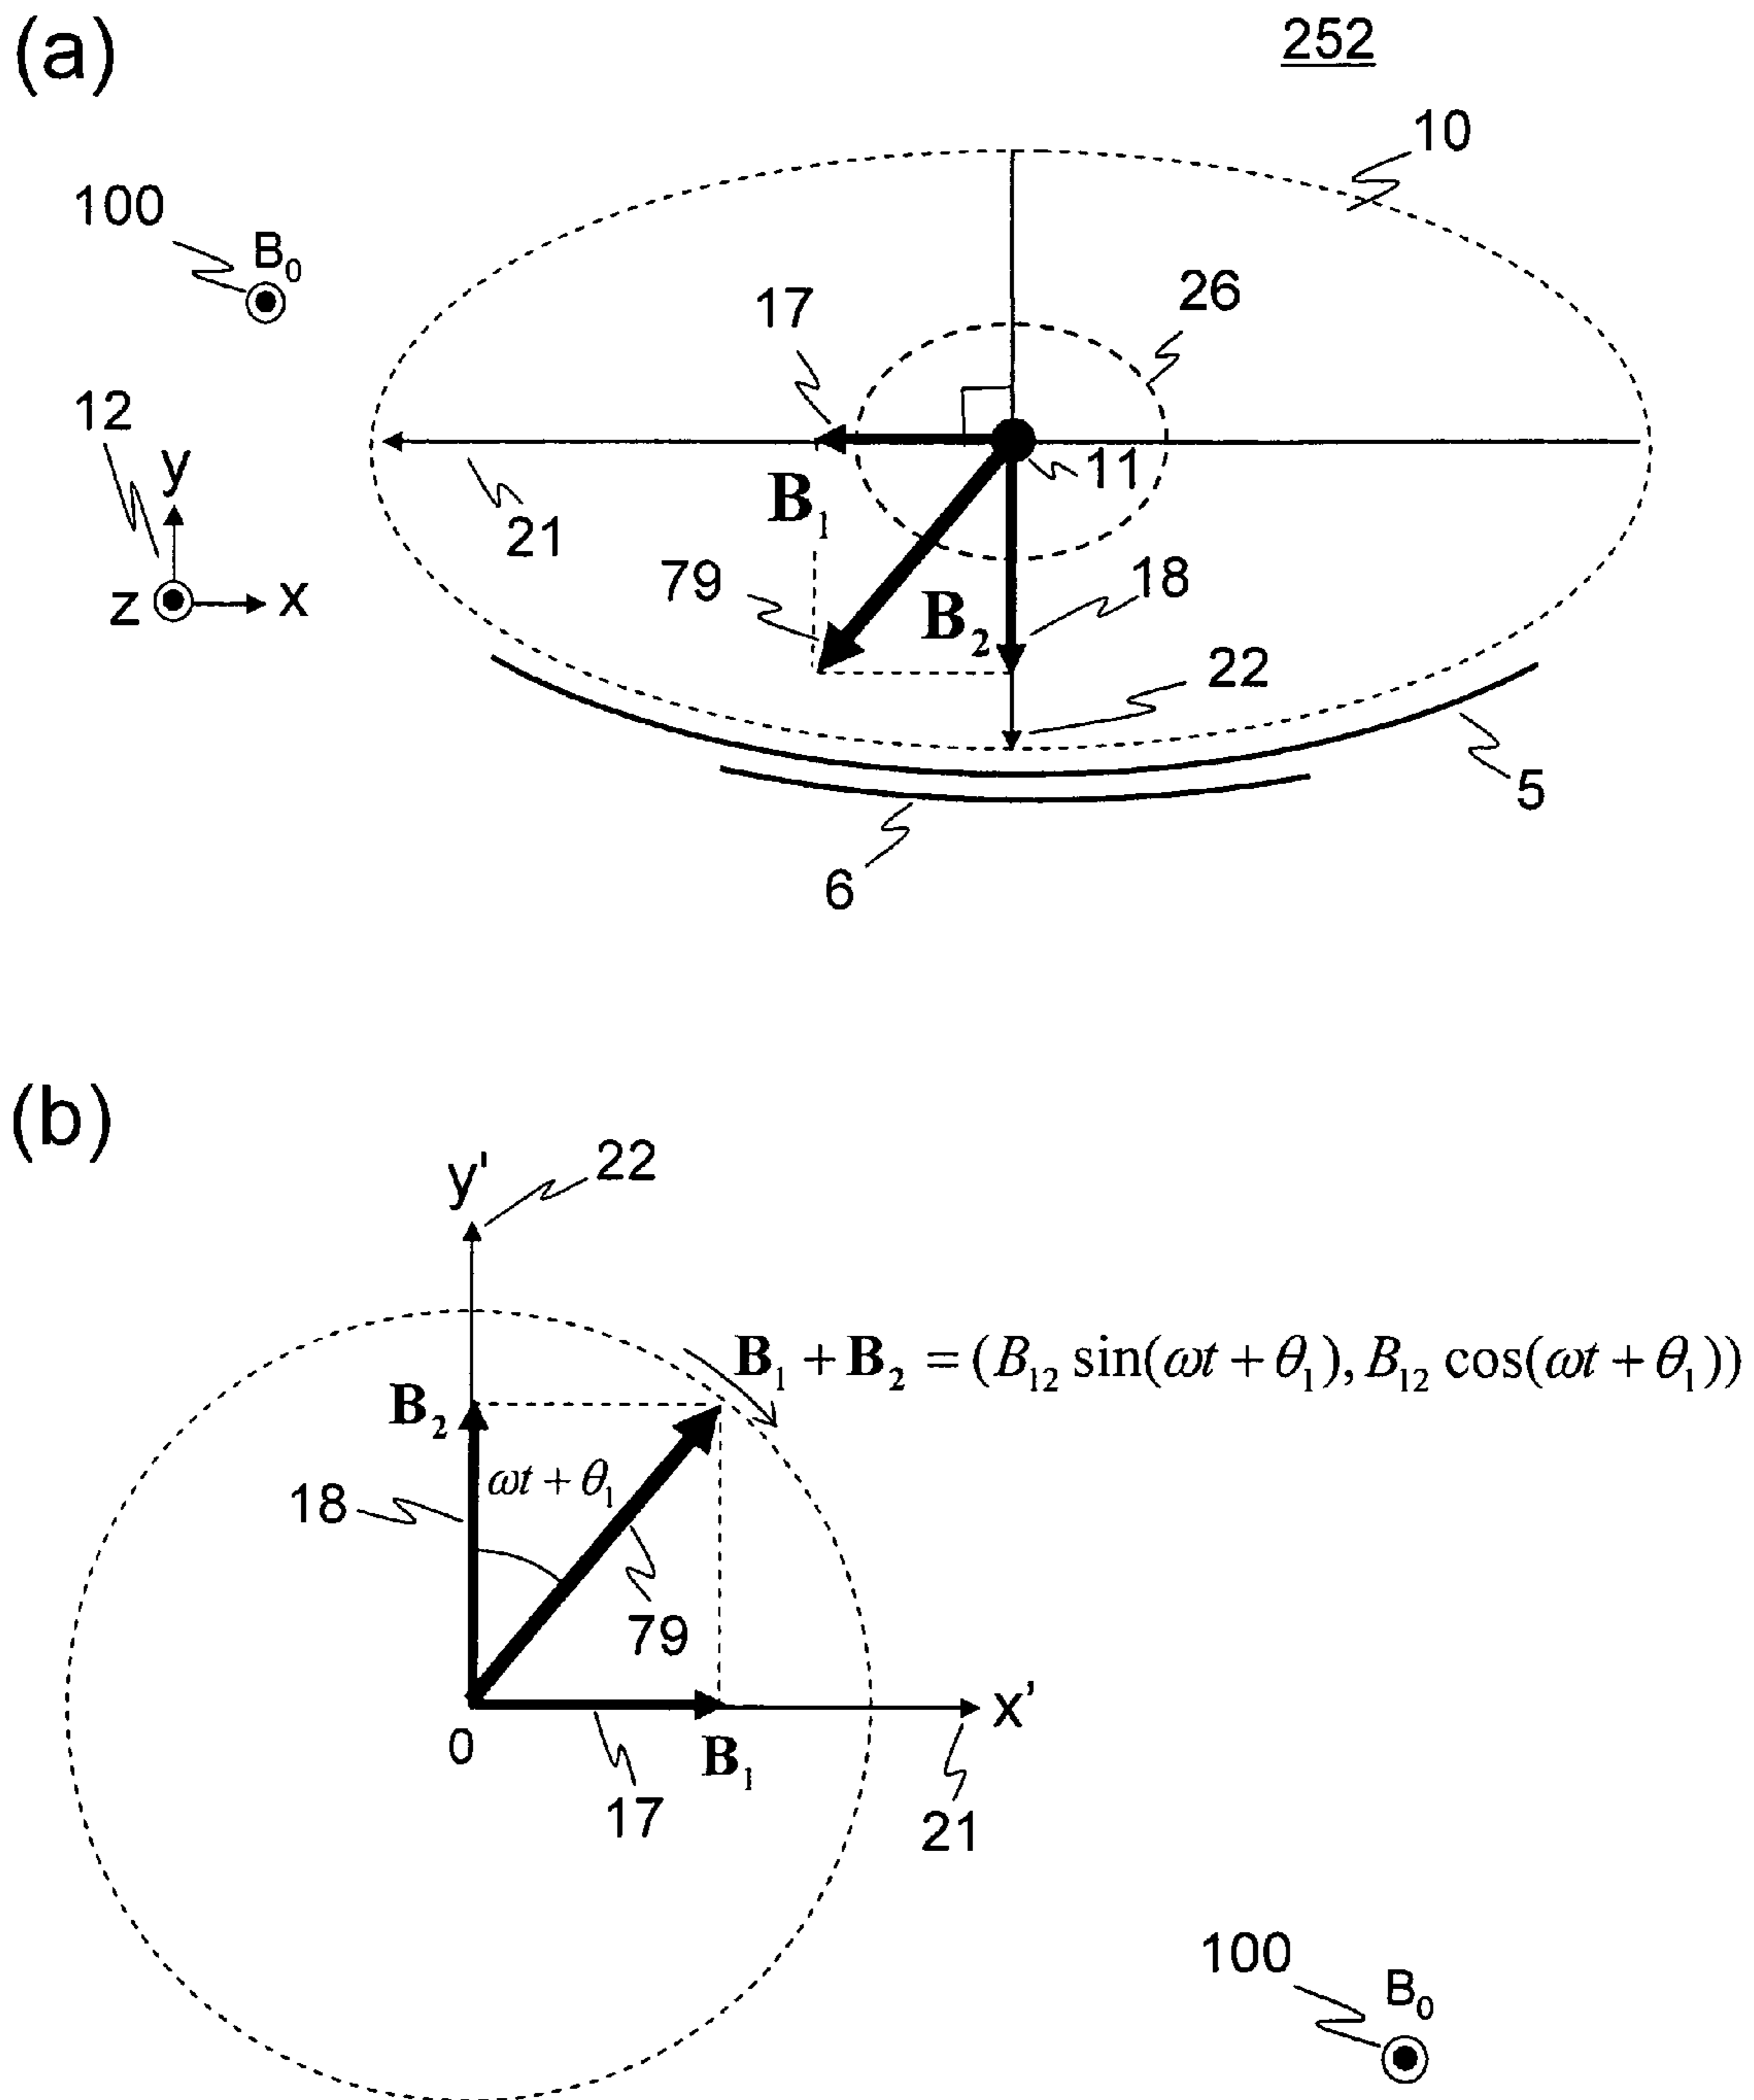 (a)
252
10
100
B₀
17
26
12
y
z
x
21
B₁
11
79
B₂
18
22
5
6
(b)
y'
22
B₁ + B₂ = (B₁₂ sin(ωt + θ₁), B₁₂ cos(ωt + θ₁))
B₂
ωt + θ₁
18
79
0
x’
B₁
17
21
100
B₀